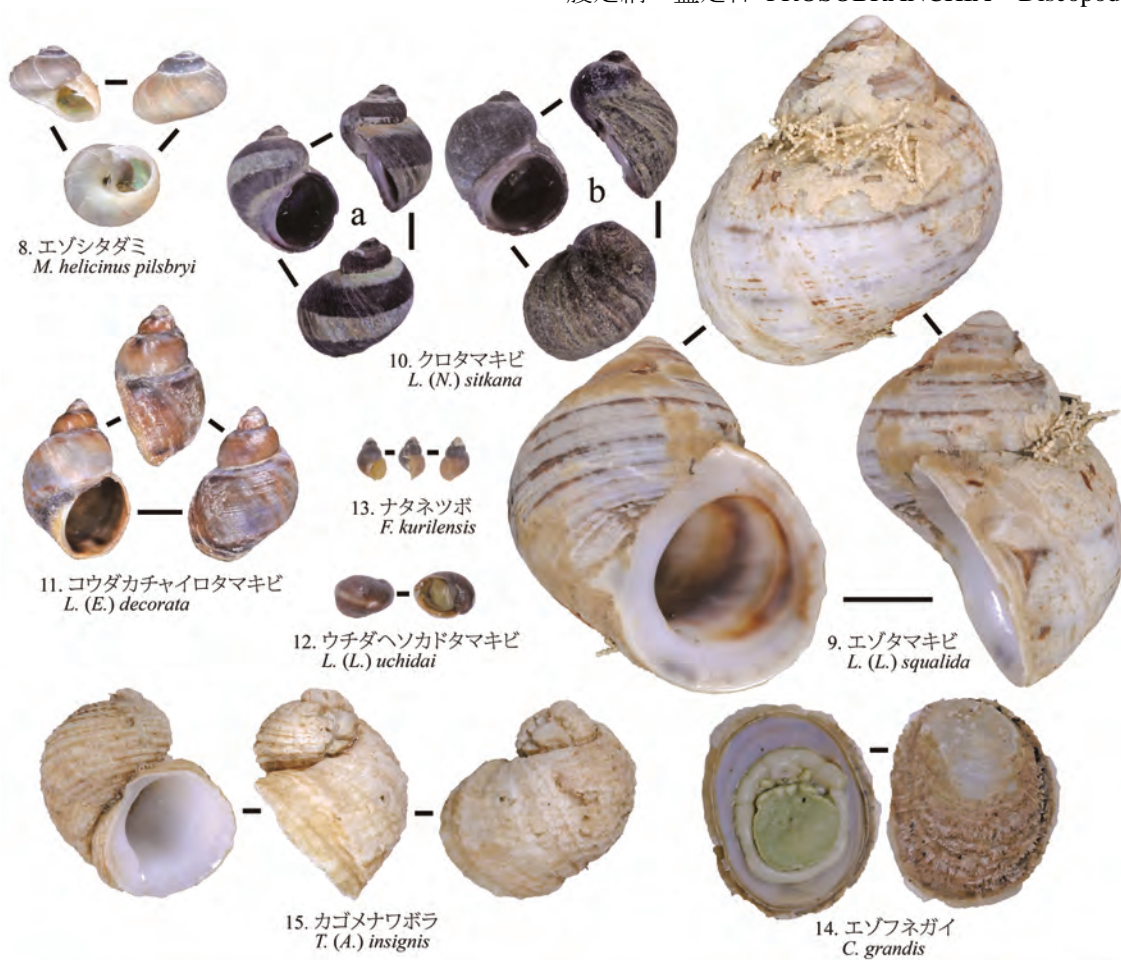 8. エゾシタダミ
M. helicinus pilsbryi
a
b
10. クロタマキビ
L. (N.) sitkana
11. コウダカチャイロタマキビ
L. (E.) decorata
13. ナタネツボ
F. kurilensis
12. ウチダヘソカドタマキビ
L. (L.) uchidai
9. エゾタマキビ
L. (L.) squalida
15. カゴメナワボラ
T. (A.) insignis
14. エゾフネガイ
C. grandis